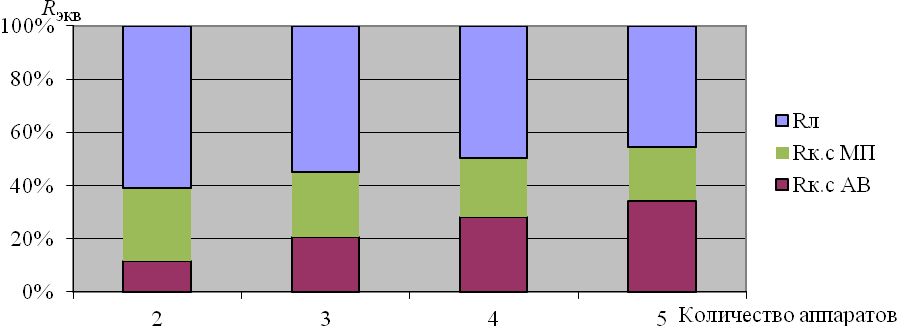 Rэкв
100%
80%
60%
40%
20%
0%
2 3 4 5
Количество аппаратов
Rл
Rк.с МП
Rк.с АВ